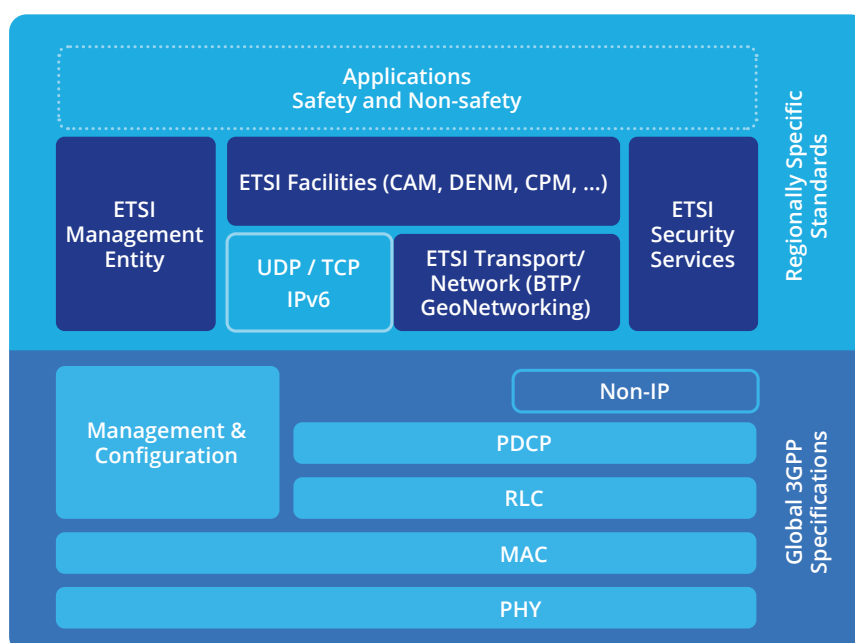 Applications
Safety and Non-safety
ETSI
Management
Entity
ETSI Facilities (CAM, DENM, CPM, ...)
UDP / TCP
IPv6
ETSI Transport/
Network (BTP/
GeoNetworking)
ETSI
Security
Services
Regionally Specific
Standards
Management &
Configuration
Non-IP
PDCP
RLC
MAC
PHY
Global 3GPP
Specifications